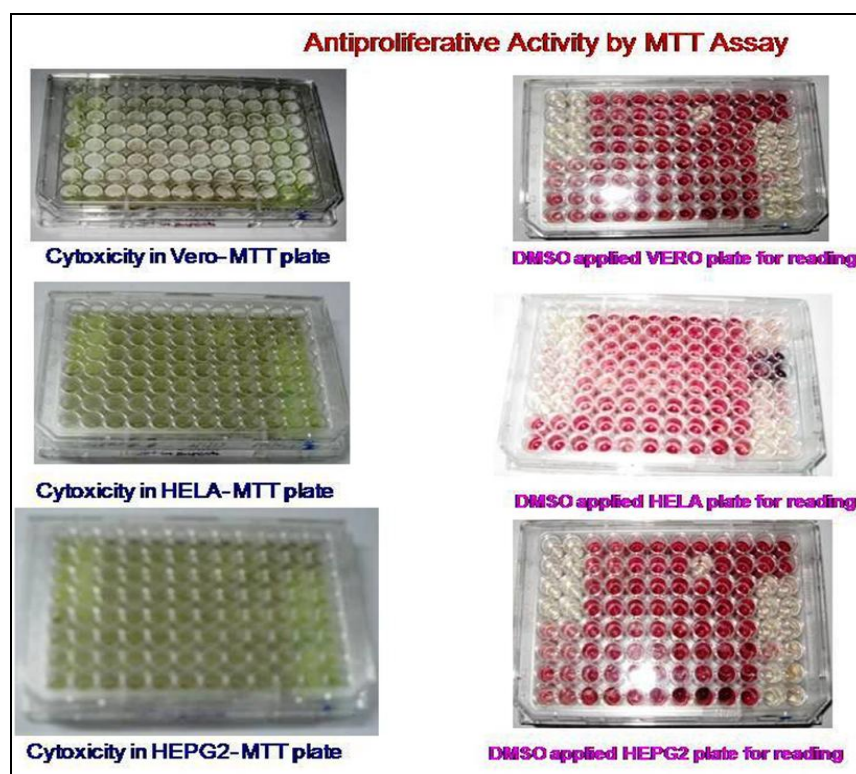 Antiproliferative Activity by MTT Assay
Cytoxicity in Vero-MTT plate
DMSO applied VERO plate for reading
Cytoxicity in HELA-MTT plate
DMSO applied HELA plate for reading
Cytoxicity in HEPG2-MTT plate
DMSO applied HEPG2 plate for reading